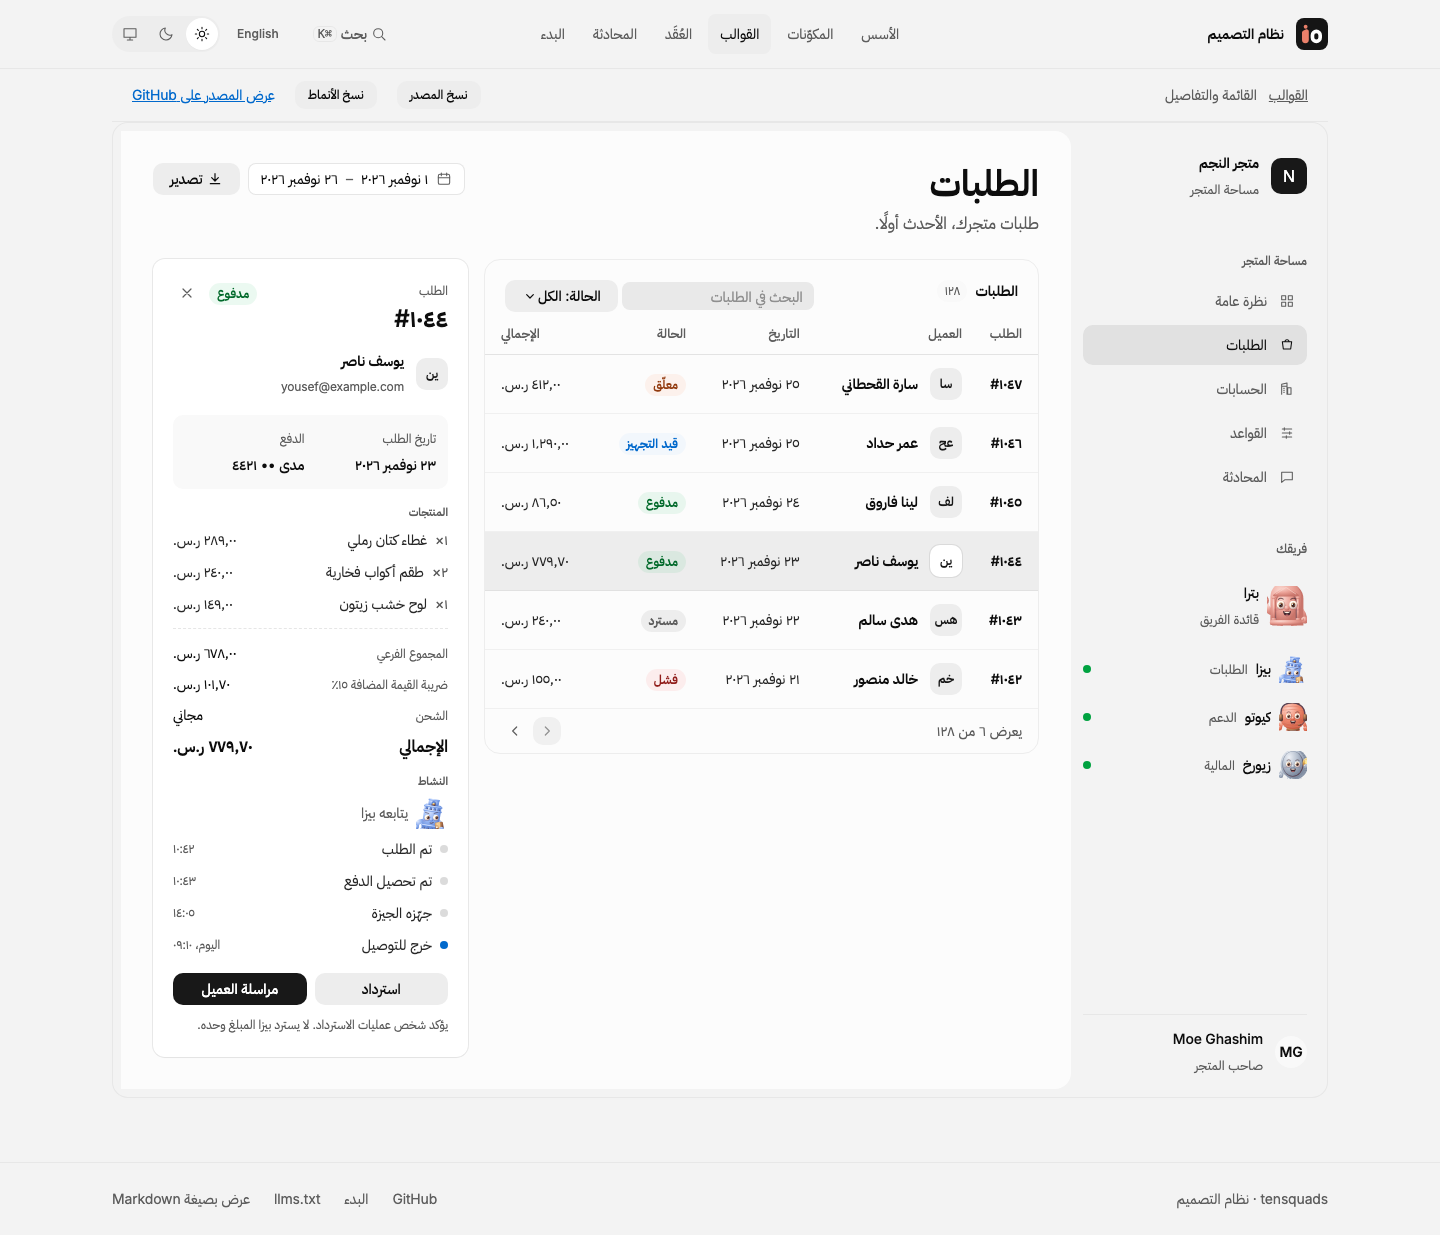 نظام التصميم
الأسس
المكوّنات
القوالب
العُقَد
المحادثة
البدء
بحث ⌘K
English
القوالب
القائمة والتفاصيل
نسخ المصدر
نسخ الأنماط
عرض المصدر على GitHub
N
متجر النجم
مساحة المتجر
مساحة المتجر
نظرة عامة
الطلبات
الحسابات
القواعد
المحادثة
فريقك
بترا
قائدة الفريق
بيزا الطلبات
كيوتو الدعم
زيورخ المالية
MG
Moe Ghashim
صاحب المتجر
الطلبات
طلبات متجرك، الأحدث أولًا.
١ نوفمبر ٢٠٢٦ – ٢٦ نوفمبر ٢٠٢٦
تصدير
الطلبات ١٢٨
البحث في الطلبات
الحالة: الكل
الطلب العميل التاريخ الحالة الإجمالي
#١٠٤٧ سا سارة القحطاني ٢٥ نوفمبر ٢٠٢٦ معلّق ٤١٢٫٠٠ ر.س.
#١٠٤٦ عح عمر حداد ٢٥ نوفمبر ٢٠٢٦ قيد التجهيز ١٬٢٩٠٫٠٠ ر.س.
#١٠٤٥ لف لينا فاروق ٢٤ نوفمبر ٢٠٢٦ مدفوع ٨٦٫٥٠ ر.س.
#١٠٤٤ ين يوسف ناصر ٢٣ نوفمبر ٢٠٢٦ مدفوع ٧٧٩٫٧٠ ر.س.
#١٠٤٣ هس هدى سالم ٢٢ نوفمبر ٢٠٢٦ مسترد ٢٤٠٫٠٠ ر.س.
#١٠٤٢ خم خالد منصور ٢١ نوفمبر ٢٠٢٦ فشل ١٥٥٫٠٠ ر.س.
يعرض ٦ من ١٢٨
الطلب
مدفوع
#١٠٤٤
ين
يوسف ناصر
yousef@example.com
تاريخ الطلب الدفع
٢٣ نوفمبر ٢٠٢٦ مدى •• ٤٤٢١
المنتجات
١× غطاء كتان رملي ٢٨٩٫٠٠ ر.س.
٢× طقم أكواب فخارية ٢٤٠٫٠٠ ر.س.
١× لوح خشب زيتون ١٤٩٫٠٠ ر.س.
المجموع الفرعي ٦٧٨٫٠٠ ر.س.
ضريبة القيمة المضافة ١٥٪ ١٠١٫٧٠ ر.س.
الشحن مجاني
الإجمالي ٧٧٩٫٧٠ ر.س.
النشاط
يتابعه بيزا
تم الطلب ١٠:٤٢
تم تحصيل الدفع ١٠:٤٣
جهّزه الجيزة ١٤:٠٥
خرج للتوصيل اليوم، ٠٩:١٠
استرداد
مراسلة العميل
يؤكد شخص عمليات الاسترداد. لا يسترد بيزا المبلغ وحده.
tensquads · نظام التصميم
GitHub
البدء
llms.txt
عرض بصيغة Markdown